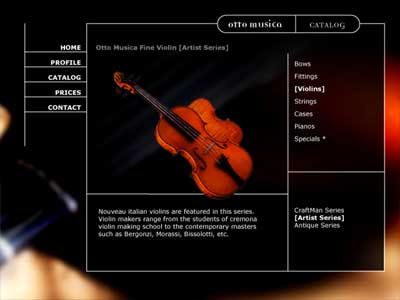 otto musica
CATALOG
HOME
PROFILE
CATALOG
PRICES
CONTACT
Otto Musica Fine Violin [Artist Series]
Bows
Fittings
[Violins]
Strings
Cases
Pianos
Specials *
Nouveau italian violins are featured in this series.
Violin makers range from the students of cremona
violin making school to the contemporary masters
such as Bergonzi, Morassi, Bissolotti, etc.
CraftMan Series
[Artist Series]
Antique Series